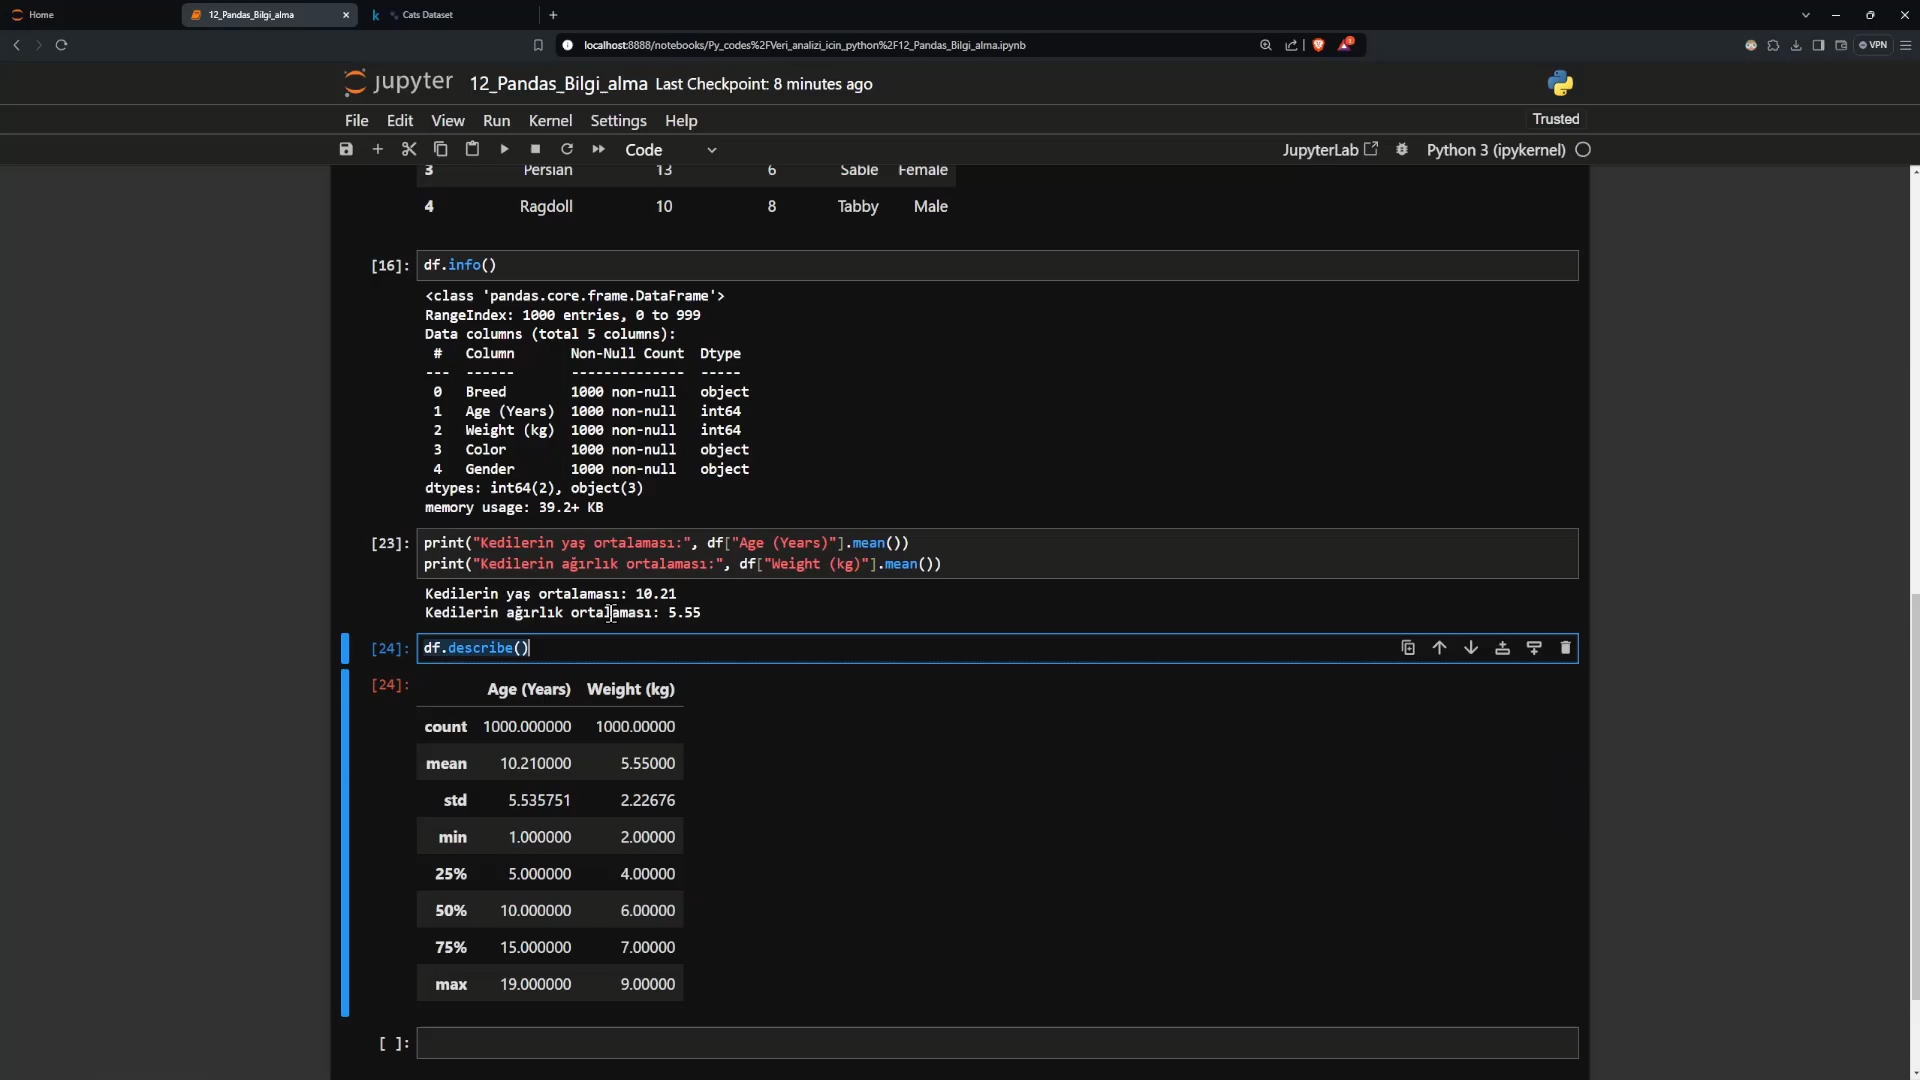 Home
12_Pandas_Bilgi_alma
Cats Dataset
localhost:8888/notebooks/Py_codes%2FVeri_analizi_icin_python%2F12_Pandas_Bilgi_alma.ipynb
VPN
jupyter 12_Pandas_Bilgi_alma Last Checkpoint: 8 minutes ago
File Edit View Run Kernel Settings Help Trusted
Code JupyterLab Python 3 (ipykernel)
3 Persian 13 6 Sable Female
4 Ragdoll 10 8 Tabby Male
[16]: df.info()
<class 'pandas.core.frame.DataFrame'>
RangeIndex: 1000 entries, 0 to 999
Data columns (total 5 columns):
# Column Non-Null Count Dtype
--- ------ -------------- -----
0 Breed 1000 non-null object
1 Age (Years) 1000 non-null int64
2 Weight (kg) 1000 non-null int64
3 Color 1000 non-null object
4 Gender 1000 non-null object
dtypes: int64(2), object(3)
memory usage: 39.2+ KB
[23]: print("Kedilerin yaş ortalaması:", df["Age (Years)"].mean())
print("Kedilerin ağırlık ortalaması:", df["Weight (kg)"].mean())
Kedilerin yaş ortalaması: 10.21
Kedilerin ağırlık ortalaması: 5.55
[24]: df.describe()
[24]: Age (Years) Weight (kg)
count 1000.000000 1000.00000
mean 10.210000 5.55000
std 5.535751 2.22676
min 1.000000 2.00000
25% 5.000000 4.00000
50% 10.000000 6.00000
75% 15.000000 7.00000
max 19.000000 9.00000
[ ]: